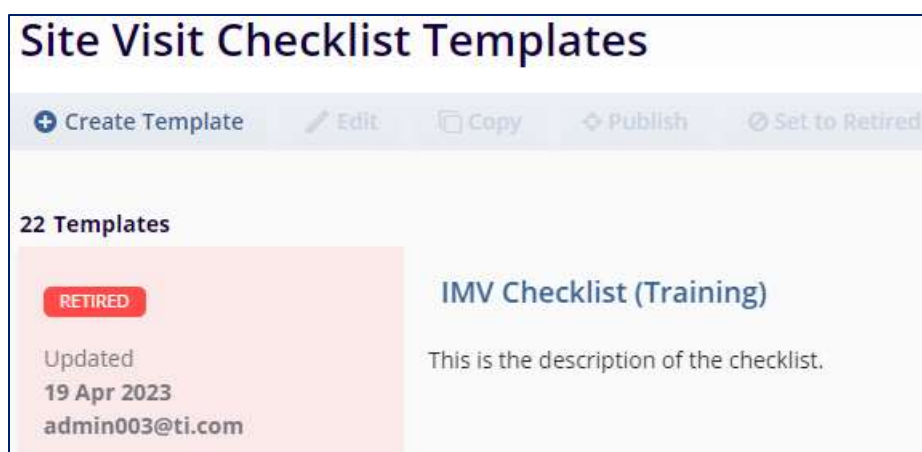 Site Visit Checklist Templates
Create Template Edit Copy Publish Set to Retired
22 Templates
RETIRED
IMV Checklist (Training)
Updated
This is the description of the checklist.
19 Apr 2023
admin003@ti.com